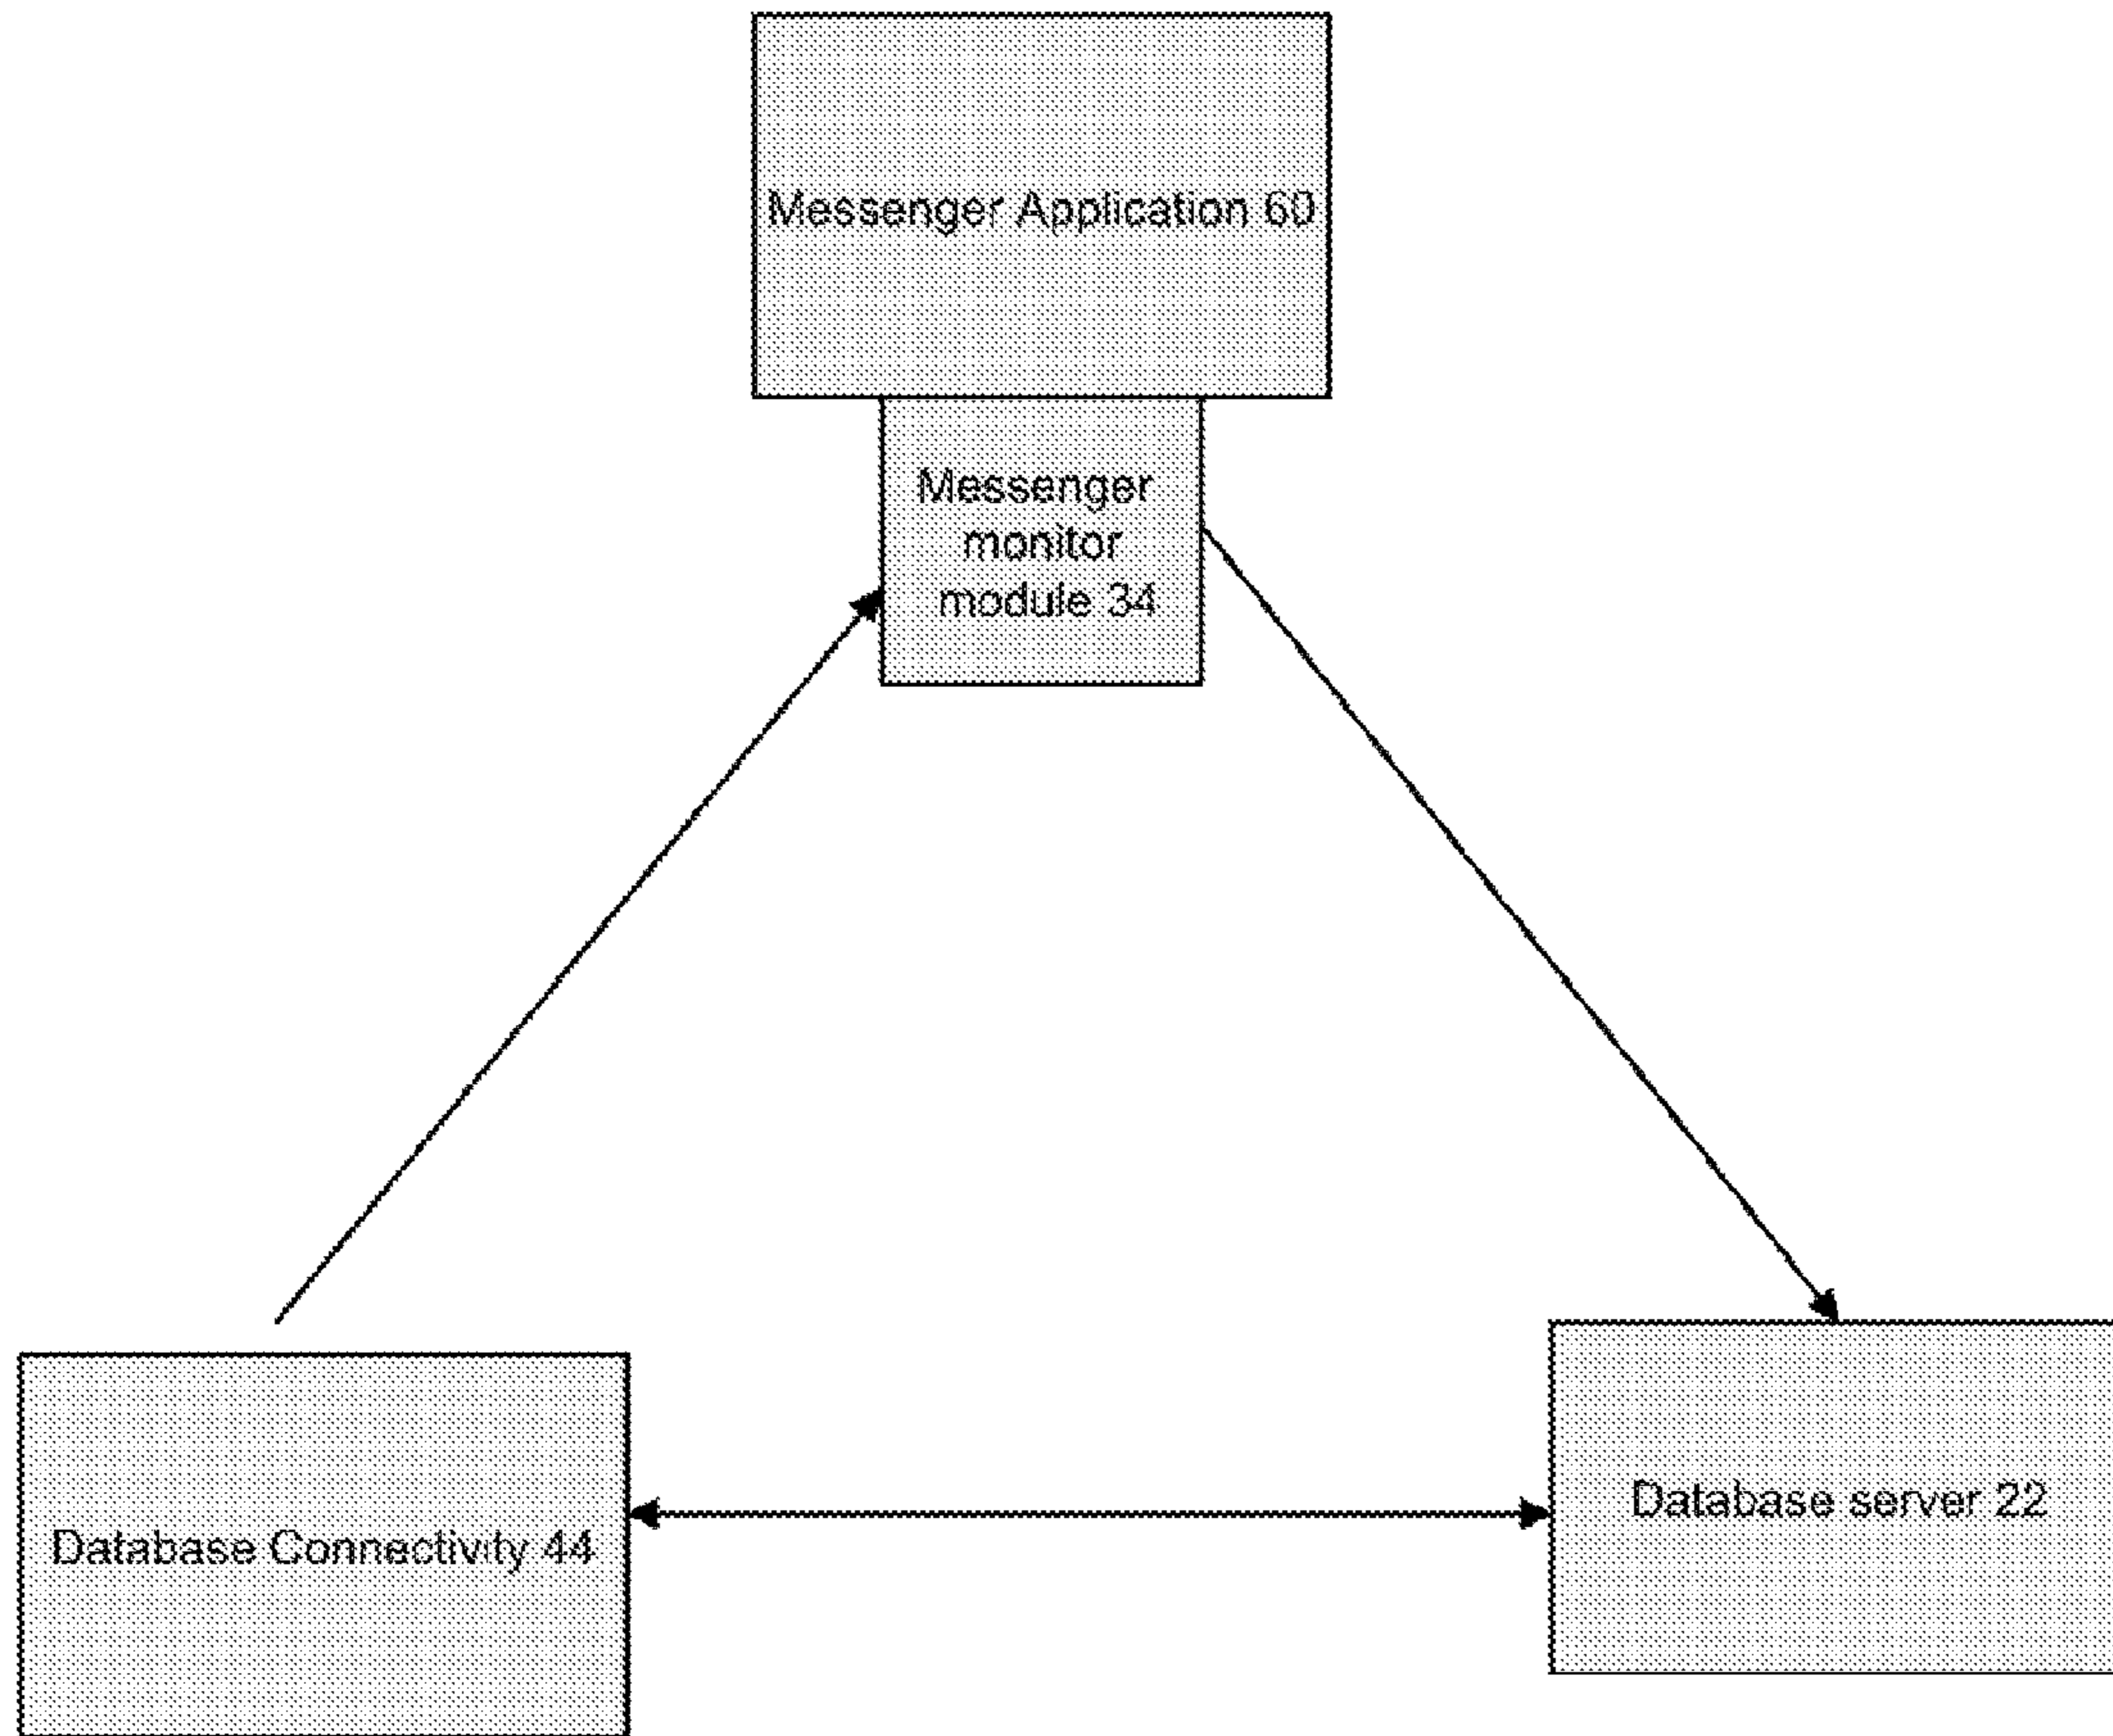 Messenger Application 60
Messenger
monitor
module 34
Database Connectivity 44
Database server 22